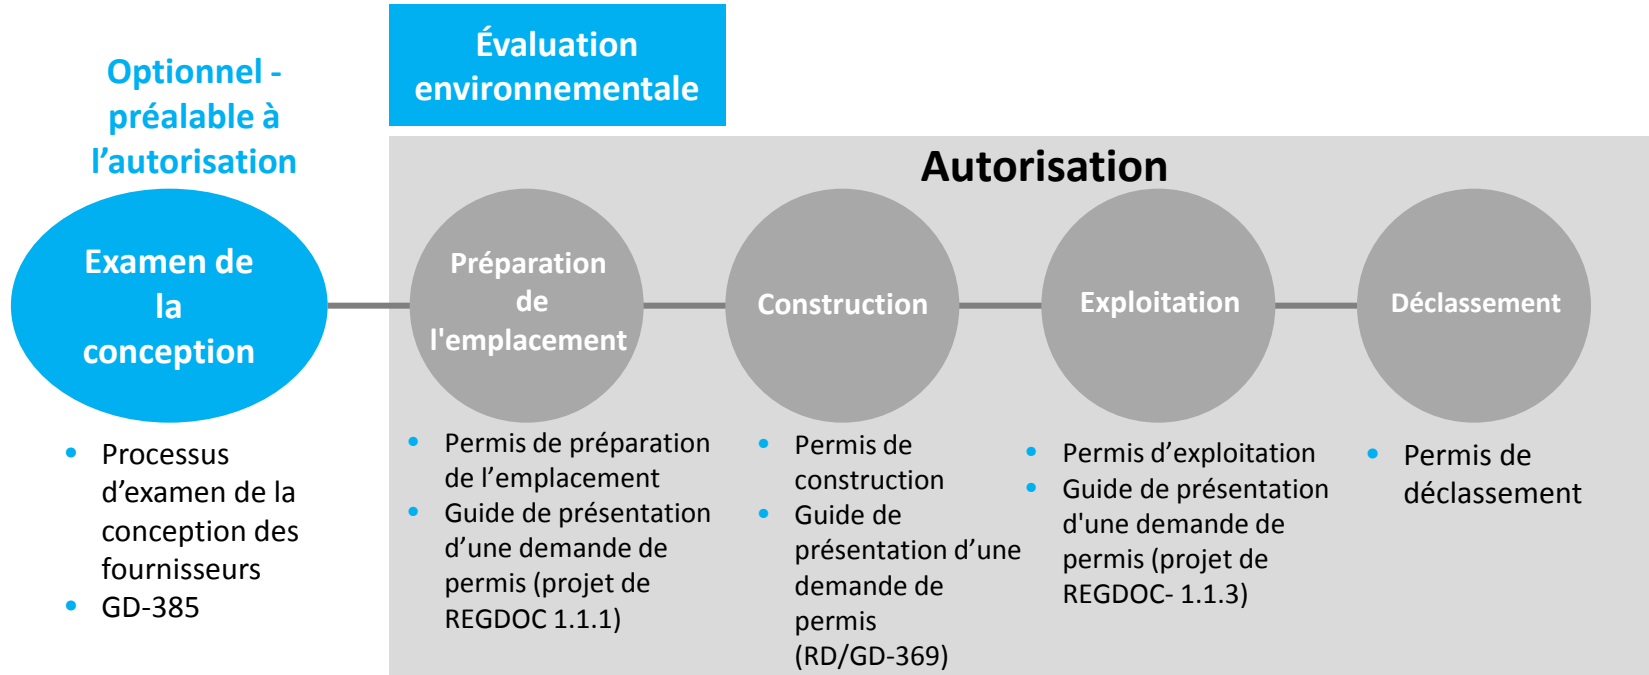 Optionnel -
préalable à
l’autorisation
Évaluation
environnementale
Autorisation
Examen de
la
conception
Préparation
de
l'emplacement
Construction
Exploitation
Déclassement
• Processus
d’examen de la
conception des
fournisseurs
• GD-385
• Permis de préparation
de l’emplacement
• Guide de présentation
d’une demande de
permis (projet de
REGDOC 1.1.1)
• Permis de
construction
• Guide de
présentation d’une
demande de
permis
(RD/GD-369)
• Permis d’exploitation
• Guide de présentation
d'une demande de
permis (projet de
REGDOC- 1.1.3)
• Permis de
déclassement